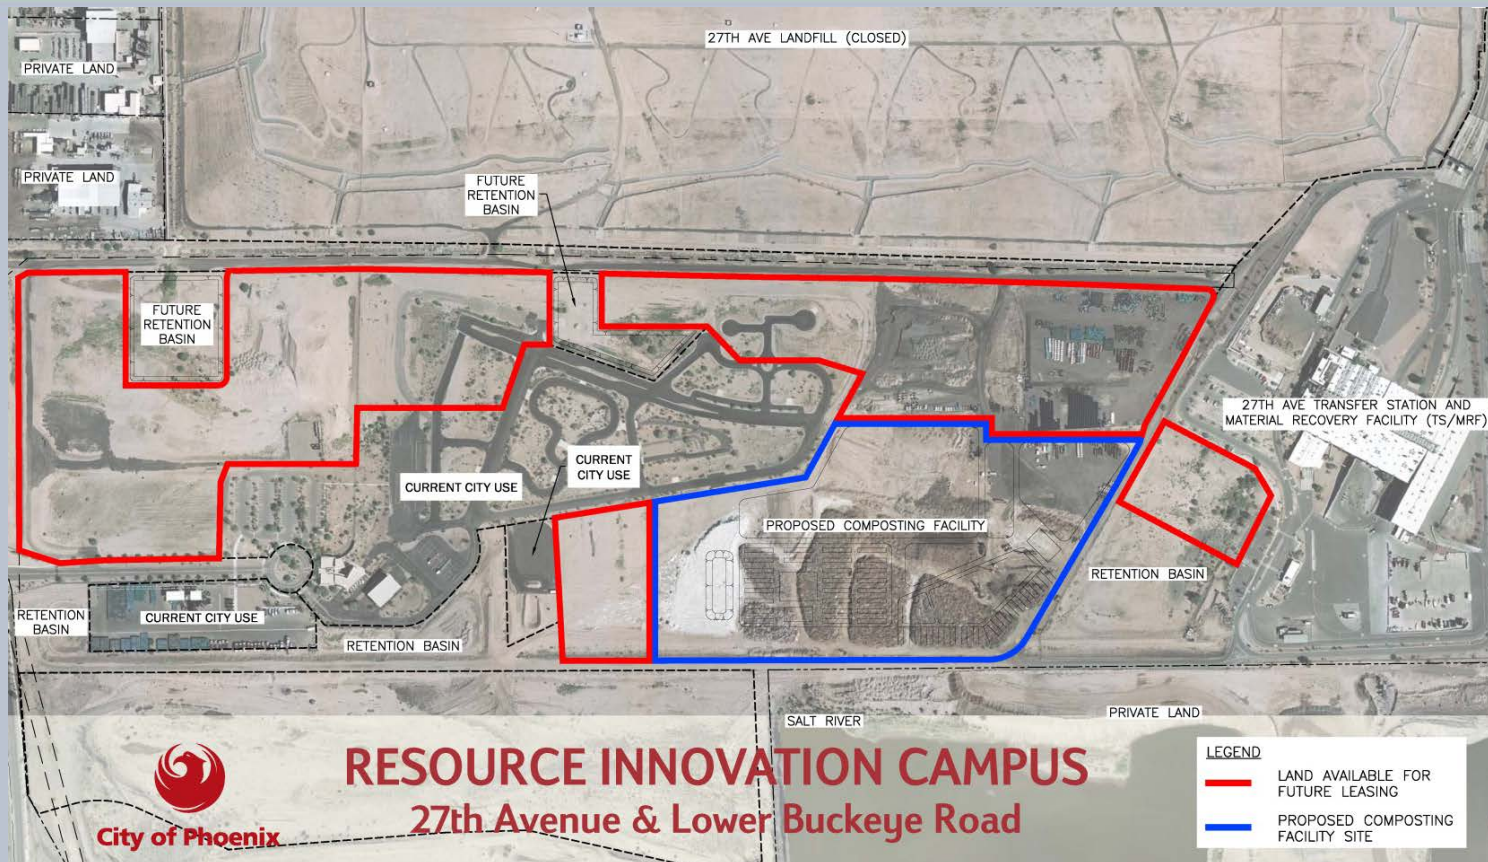 27TH AVE LANDFILL (CLOSED)
PRIVATE LAND
PRIVATE LAND
FUTURE
RETENTION
BASIN
FUTURE
RETENTION
BASIN
27TH AVE TRANSFER STATION AND
MATERIAL RECOVERY FACILITY (TS/MRF)
CURRENT
CITY USE
CURRENT CITY USE
PROPOSED COMPOSTING FACILITY
RETENTION BASIN
RETENTION
BASIN
CURRENT CITY USE
RETENTION BASIN
SALT RIVER
PRIVATE LAND
City of Phoenix
RESOURCE INNOVATION CAMPUS
27th Avenue & Lower Buckeye Road
LEGEND
LAND AVAILABLE FOR
FUTURE LEASING
PROPOSED COMPOSTING
FACILITY SITE